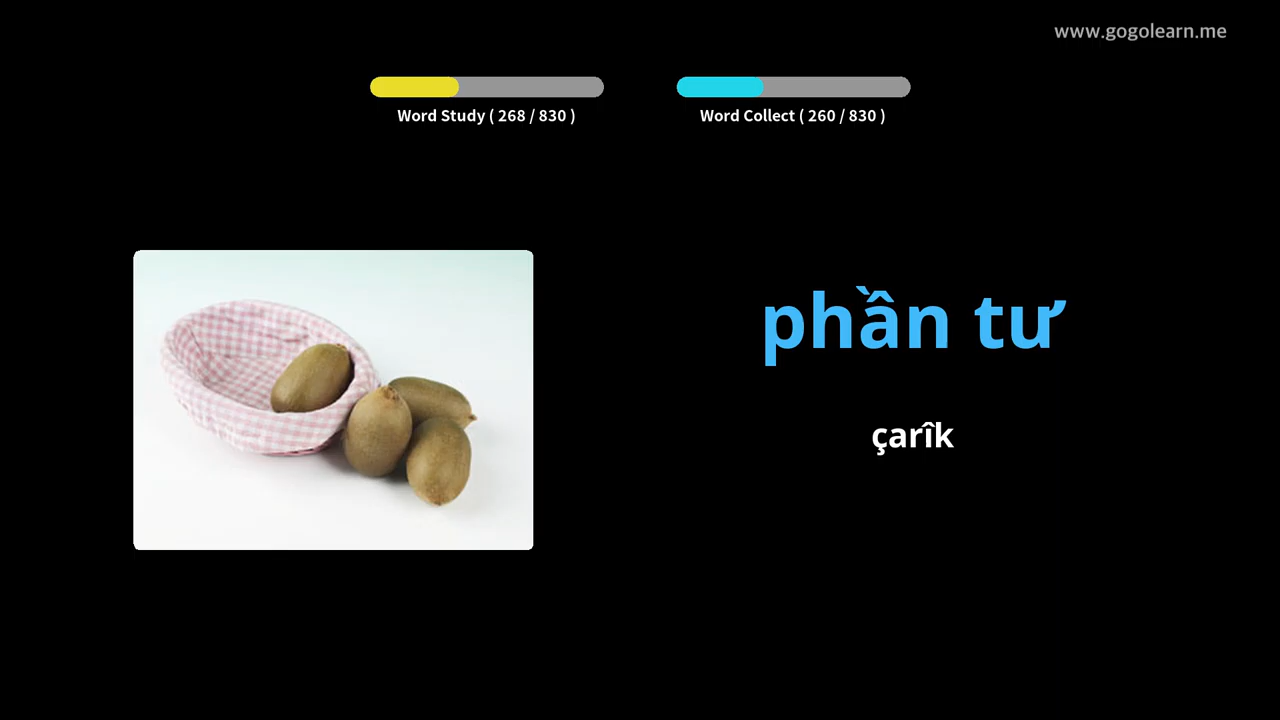 www.gogolearn.me
Word Study ( 268 / 830 )
Word Collect ( 260 / 830 )
phần tư
çarîk